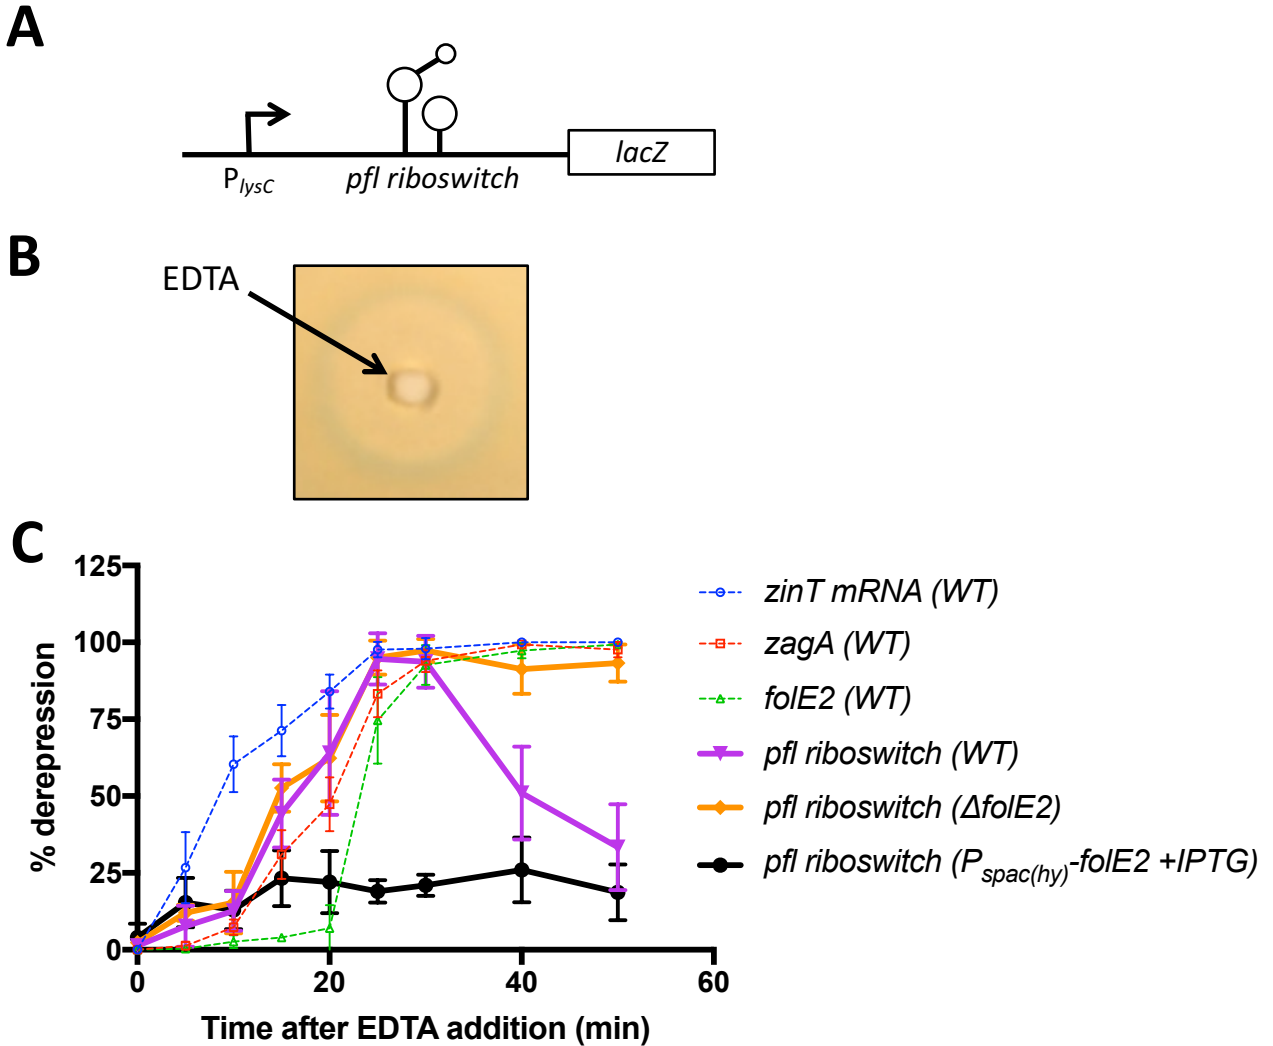 A
P_lysC
pfl riboswitch
lacZ
B
EDTA
C
% derepression
125
100
75
50
25
0
0
20
40
60
Time after EDTA addition (min)
zinT mRNA (WT)
zagA (WT)
folE2 (WT)
pfl riboswitch (WT)
pfl riboswitch (ΔfolE2)
pfl riboswitch (P_spac(hy)-folE2 +IPTG)